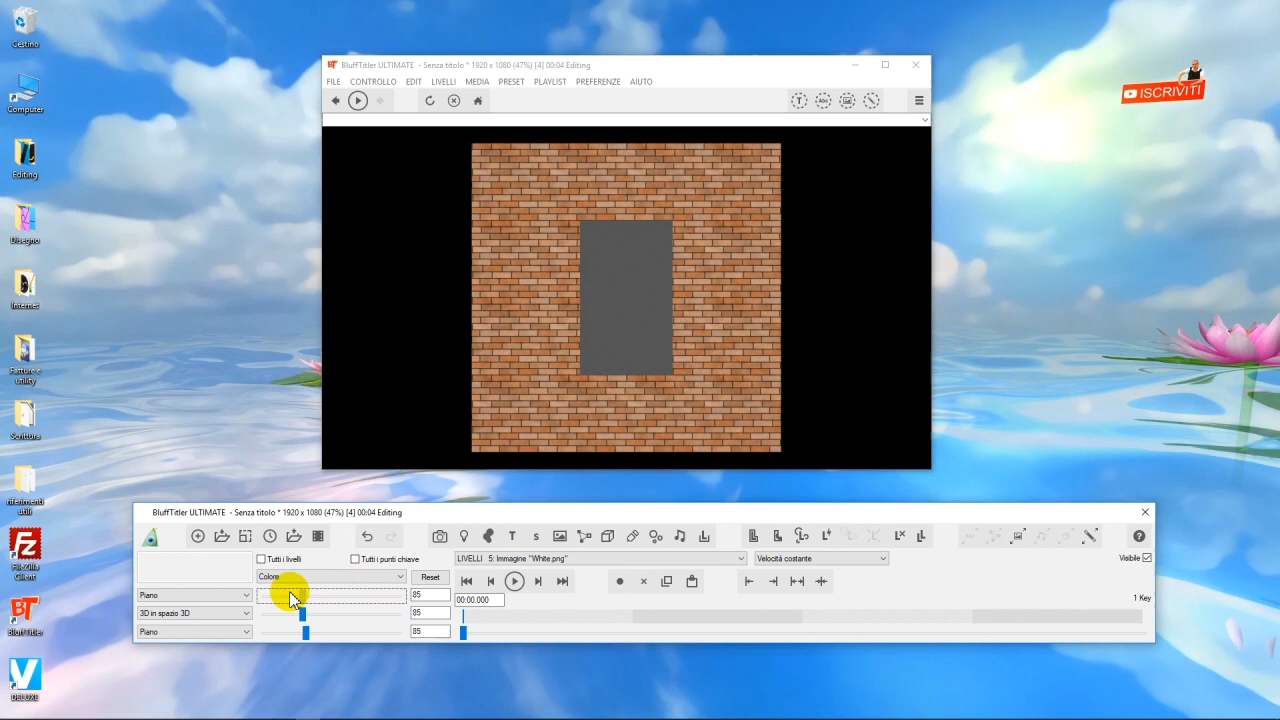 Cestino
Computer
Editing
Disegno
Internet
Fatture e
utility
Scrittura
riferimenti
utili
FileZilla
Client
BluffTitler
DELUXE
ISCRIVITI
BluffTitler ULTIMATE - Senza titolo * 1920 x 1080 (47%) [4] 00:04 Editing
FILE CONTROLLO EDIT LIVELLI MEDIA PRESET PLAYLIST PREFERENZE AIUTO
BluffTitler ULTIMATE - Senza titolo * 1920 x 1080 (47%) [4] 00:04 Editing
Tutti i livelli Tutti i punti chiave LIVELLI 5: Immagine "White.png" Velocità costante Visibile
Colore Reset
Piano 85 00:00.000 1 Key
3D in spazio 3D 85
Piano 85